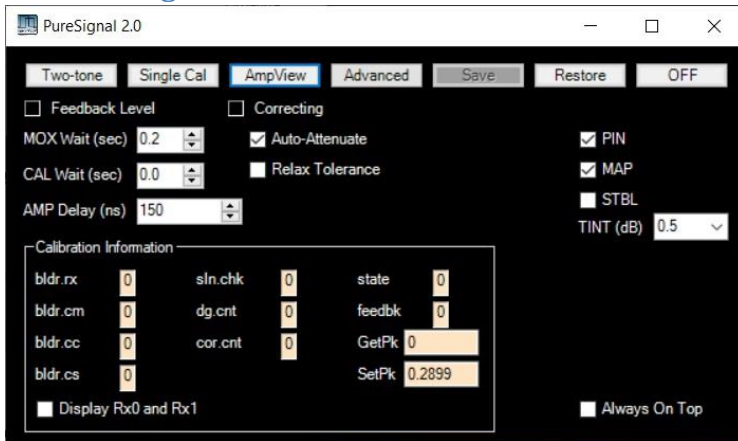 PureSignal 2.0
Two-tone Single Cal AmpView Advanced Save Restore OFF
Feedback Level Correcting
MOX Wait (sec) 0.2 Auto-Attenuate PIN
CAL Wait (sec) 0.0 Relax Tolerance MAP
STBL
AMP Delay (ns) 150
TINT (dB) 0.5
Calibration Information
bldr.rx 0 sln.chk 0 state 0
bldr.cm 0 dg.cnt 0 feedbk 0
bldr.cc 0 cor.cnt 0 GetPk 0
bldr.cs 0 SetPk 0.2899
Display Rx0 and Rx1 Always On Top